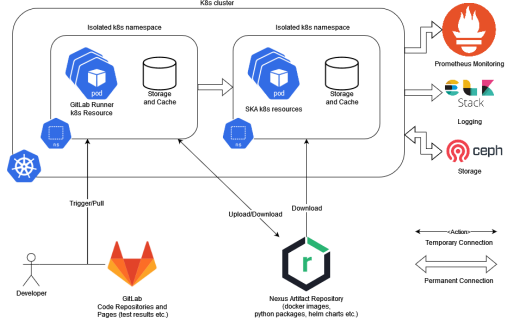 K8s cluster
Isolated k8s namespace
Isolated k8s namespace
pod
GitLab Runner
k8s Resource
Storage
and Cache
pod
SKA k8s resources
Storage
and Cache
ns
ns
Prometheus Monitoring
ELK
Stack
Logging
ceph
Storage
Trigger/Pull
Upload/Download
Download
Developer
GitLab
Code Repositories and
Pages (test results etc.)
r
Nexus Artifact Repository
(docker images,
python packages, helm charts etc.)
<Action>
Temporary Connection
Permanent Connection